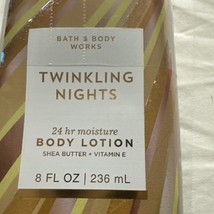 BATH & BODY
WORKS
TWINKLING
NIGHTS
24 hr moisture
BODY LOTION
SHEA BUTTER + VITAMIN E
8 FL OZ | 236 mL